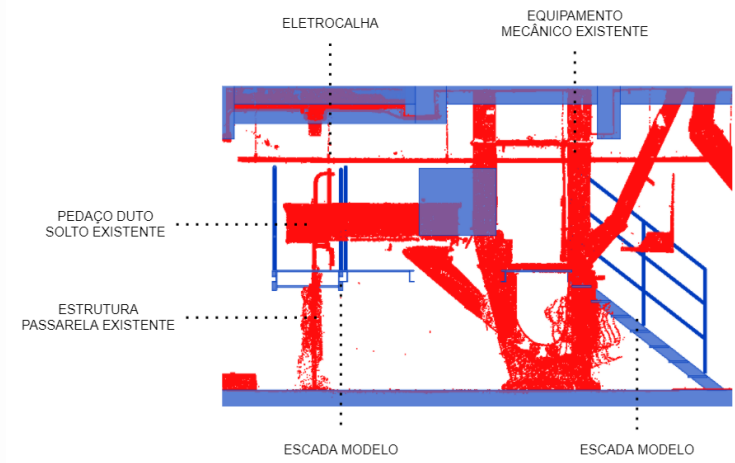 ELETROCALHA
EQUIPAMENTO
MECÂNICO EXISTENTE
PEDAÇO DUTO
SOLTO EXISTENTE
ESTRUTURA
PASSARELA EXISTENTE
ESCADA MODELO
ESCADA MODELO